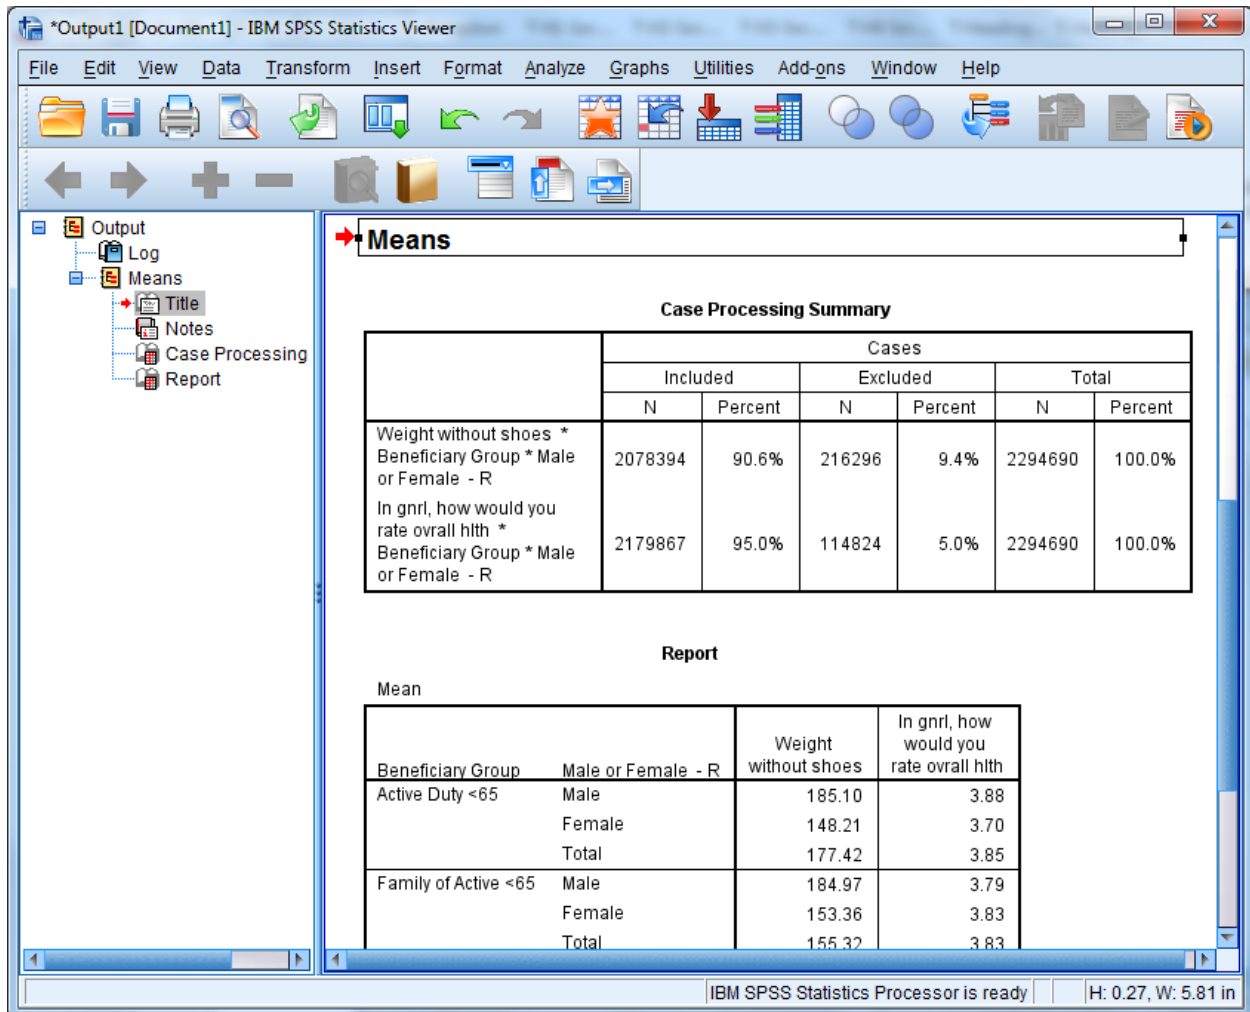 *Output1 [Document1] - IBM SPSS Statistics Viewer
File Edit View Data Transform Insert Format Analyze Graphs Utilities Add-ons Window Help
Output
Log
Means
Title
Notes
Case Processing
Report
Means
Case Processing Summary
Cases
Included Excluded Total
N Percent N Percent N Percent
Weight without shoes *
Beneficiary Group * Male
or Female - R
2078394 90.6% 216296 9.4% 2294690 100.0%
In gnrl, how would you
rate ovrall hlth *
Beneficiary Group * Male
or Female - R
2179867 95.0% 114824 5.0% 2294690 100.0%
Report
Mean
Beneficiary Group Male or Female - R
Weight
without shoes
In gnrl, how
would you
rate ovrall hlth
Active Duty <65 Male 185.10 3.88
Female 148.21 3.70
Total 177.42 3.85
Family of Active <65 Male 184.97 3.79
Female 153.36 3.83
Total 155.32 3.83
IBM SPSS Statistics Processor is ready H: 0.27, W: 5.81 in